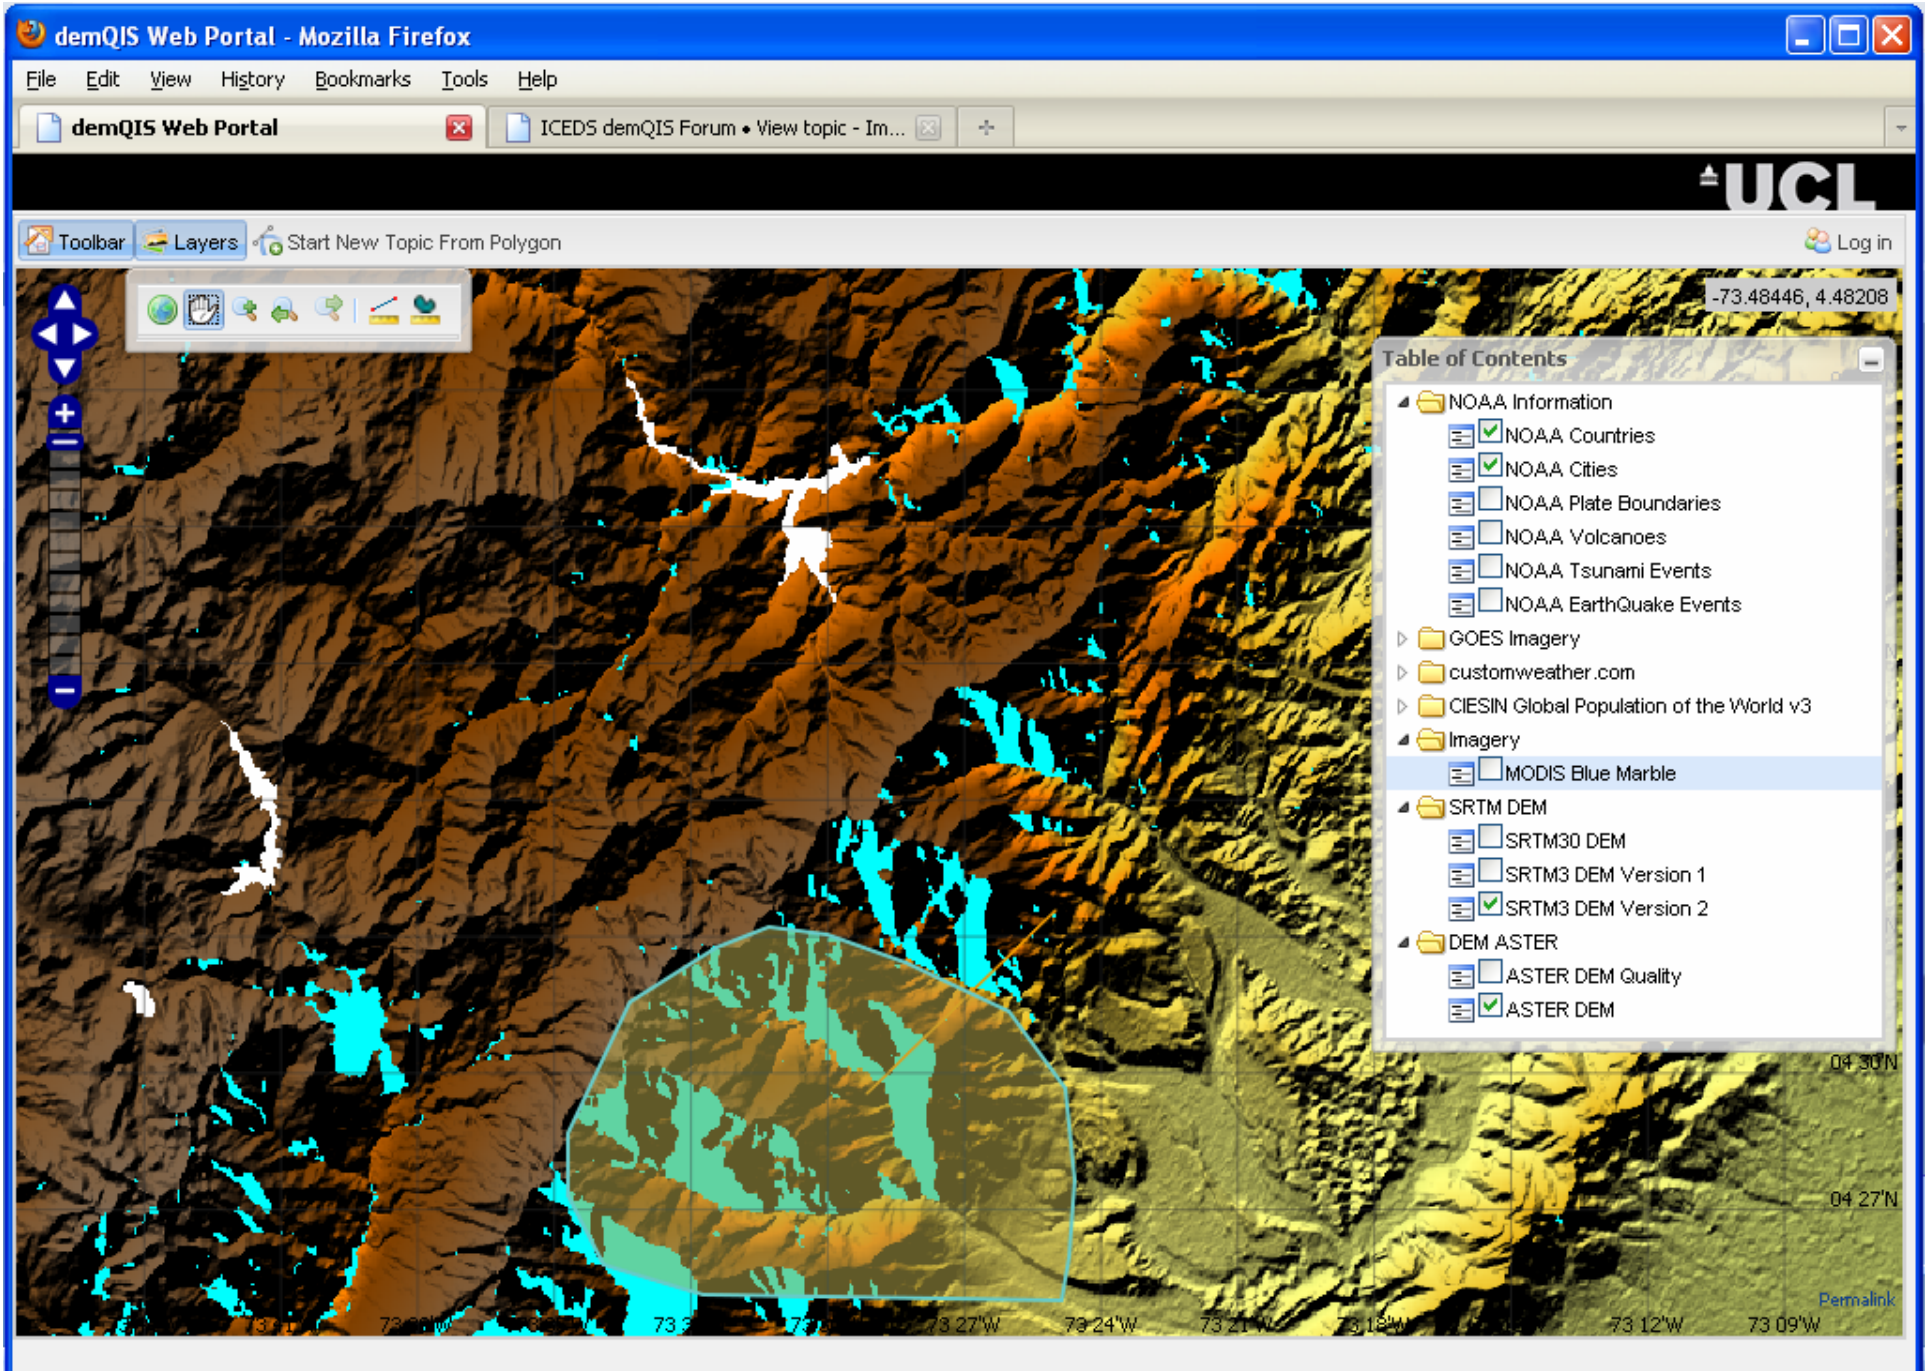 demQIS Web Portal - Mozilla Firefox
File Edit View History Bookmarks Tools Help
demQIS Web Portal
ICEDS demQIS Forum • View topic - Im...
UCL
Toolbar Layers Start New Topic From Polygon Log in
-73.48446, 4.48208
Table of Contents
NOAA Information
NOAA Countries
NOAA Cities
NOAA Plate Boundaries
NOAA Volcanoes
NOAA Tsunami Events
NOAA EarthQuake Events
GOES Imagery
customweather.com
CIESIN Global Population of the World v3
Imagery
MODIS Blue Marble
SRTM DEM
SRTM30 DEM
SRTM3 DEM Version 1
SRTM3 DEM Version 2
DEM ASTER
ASTER DEM Quality
ASTER DEM
04 30'N
04 27'N
Permalink
73 27'W 73 24'W 73 21'W 73 18'W 73 12'W 73 09'W